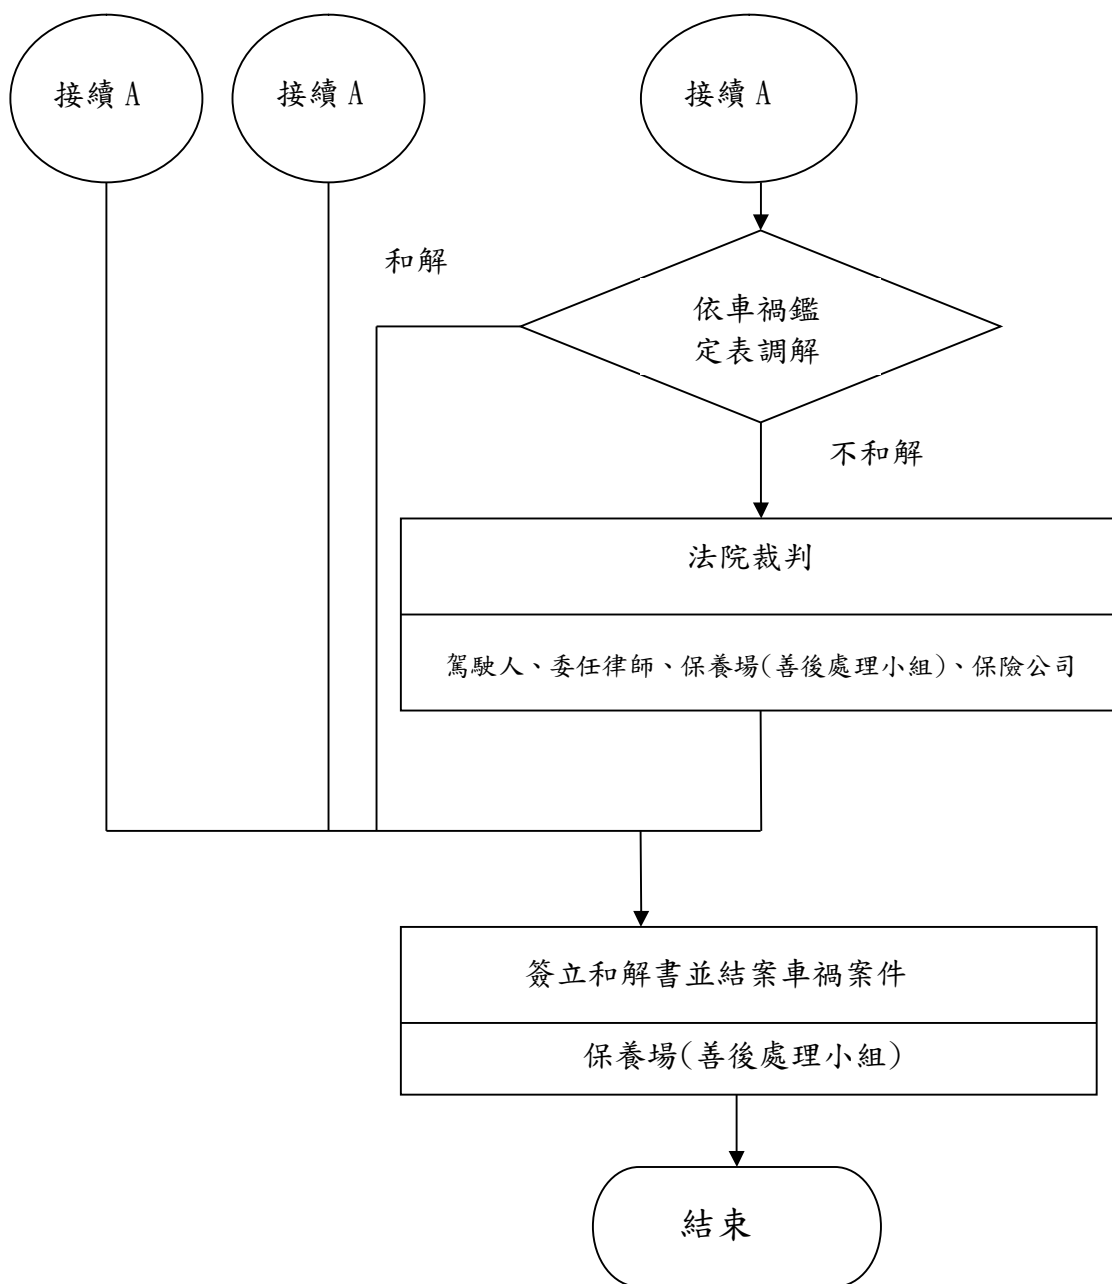 接續 A
接續 A
接續 A
和解
依車禍鑑
定表調解
不和解
法院裁判
駕駛人、委任律師、保養場(善後處理小組)、保險公司
簽立和解書並結案車禍案件
保養場(善後處理小組)
結束